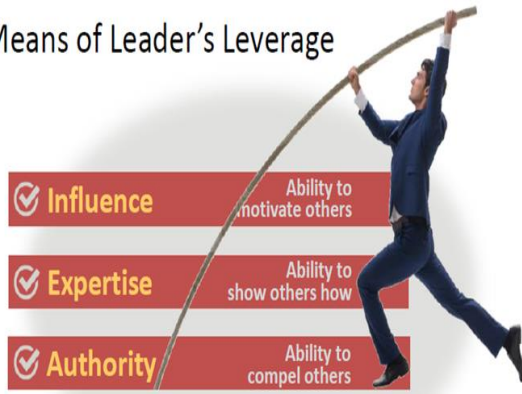 Means of Leader's Leverage
Influence
Ability to
motivate others
Expertise
Ability to
show others how
Authority
Ability to
compel others